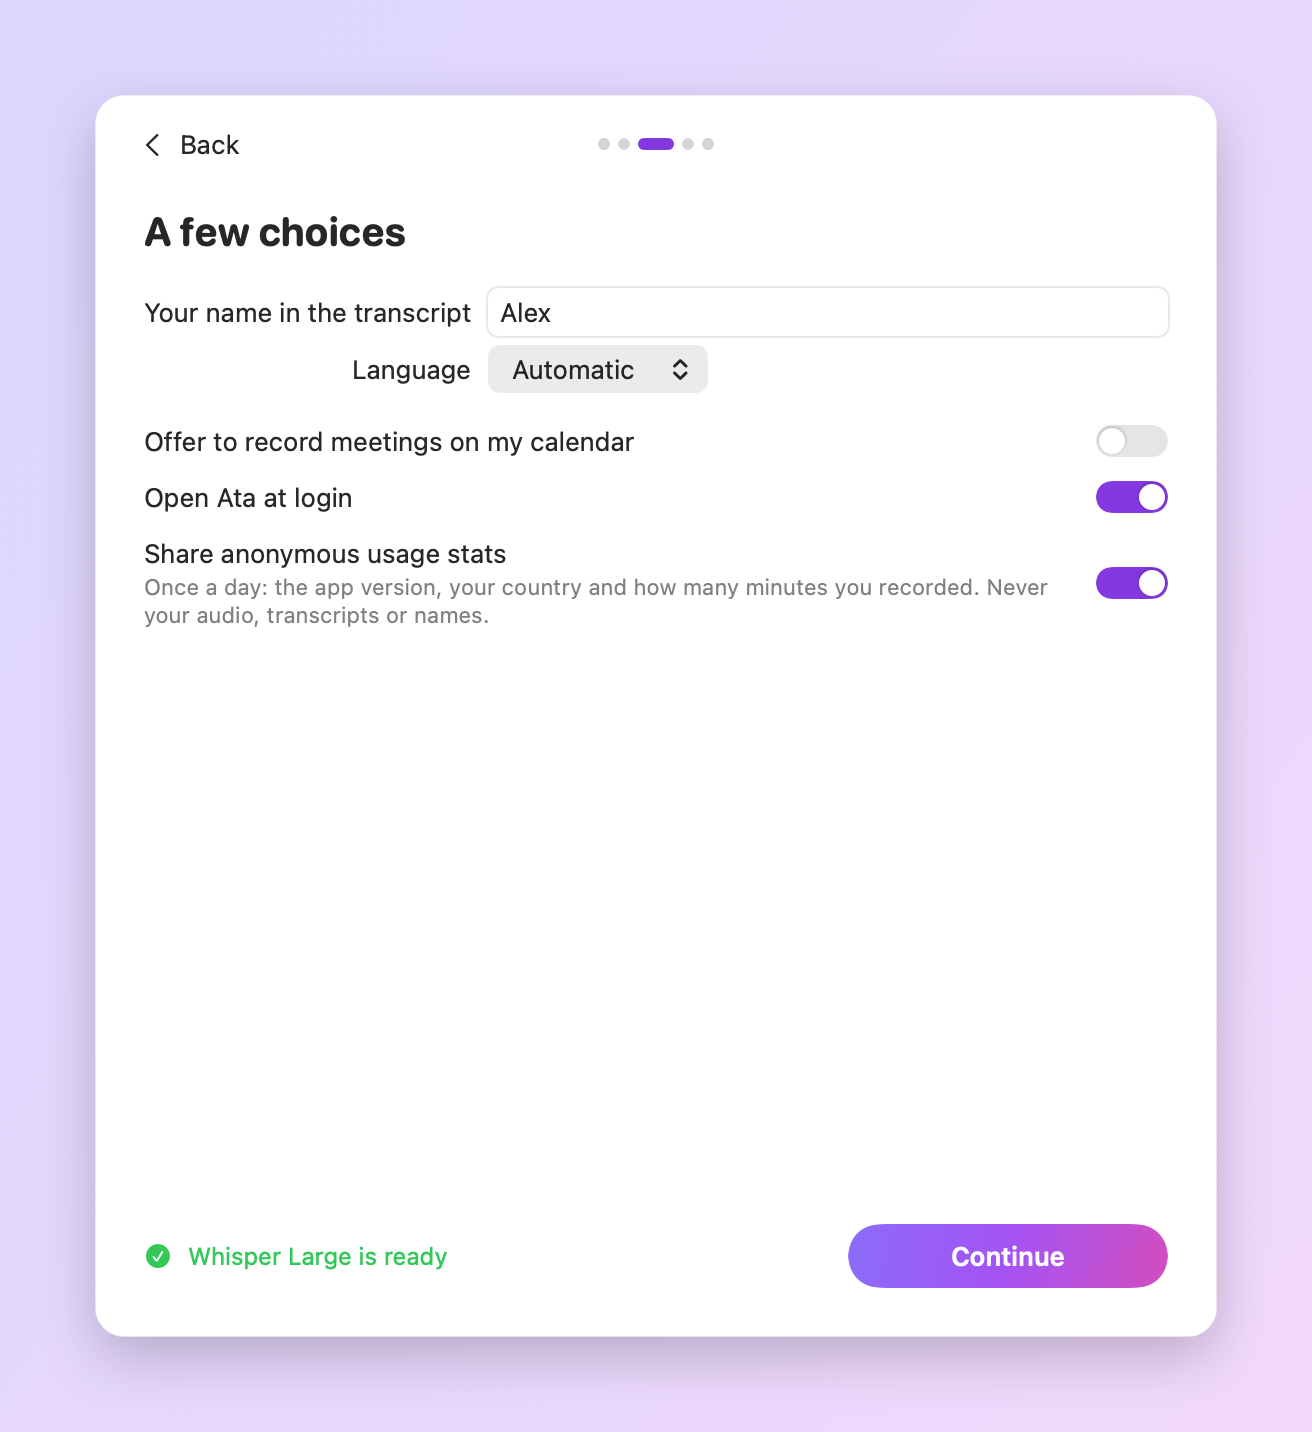 Back
A few choices
Your name in the transcript Alex
Language Automatic
Offer to record meetings on my calendar
Open Ata at login
Share anonymous usage stats
Once a day: the app version, your country and how many minutes you recorded. Never
your audio, transcripts or names.
Whisper Large is ready
Continue